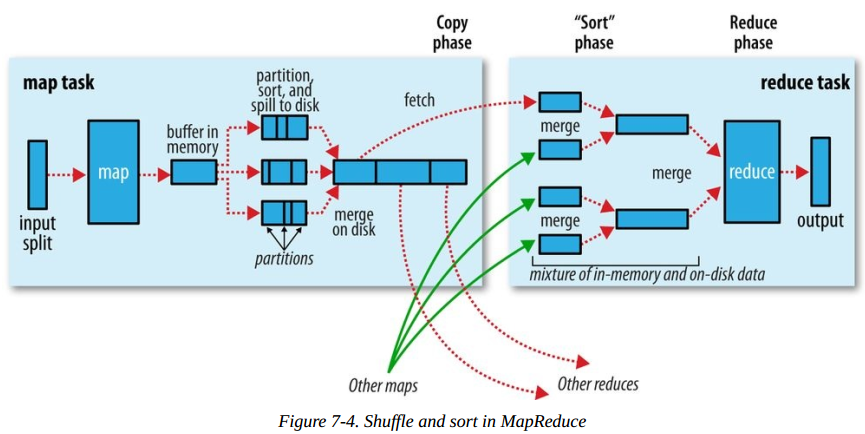 Copy
phase
"Sort"
phase
Reduce
phase
map task
partition,
sort, and
spill to disk
fetch
reduce task
buffer in
memory
merge
map
merge
reduce
input
split
merge
on disk
merge
output
partitions
mixture of in-memory and on-disk data
Other maps
Other reduces
Figure 7-4. Shuffle and sort in MapReduce